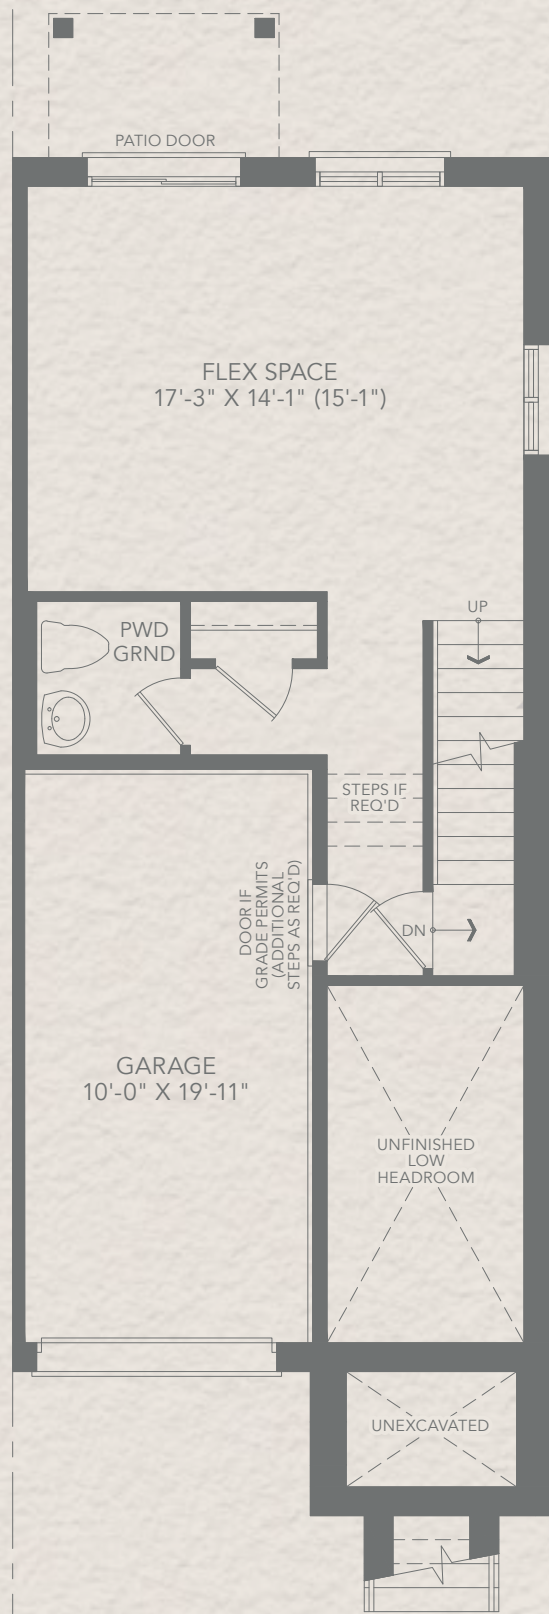 PATIO DOOR
FLEX SPACE
17'-3" X 14'-1" (15'-1")
UP
PWD
GRND
STEPS IF
REQ'D
DOOR IF
GRADE PERMITS
(ADDITIONAL
STEPS AS REQ'D)
DN
GARAGE
10'-0" X 19'-11"
UNFINISHED
LOW
HEADROOM
UNEXCAVATED